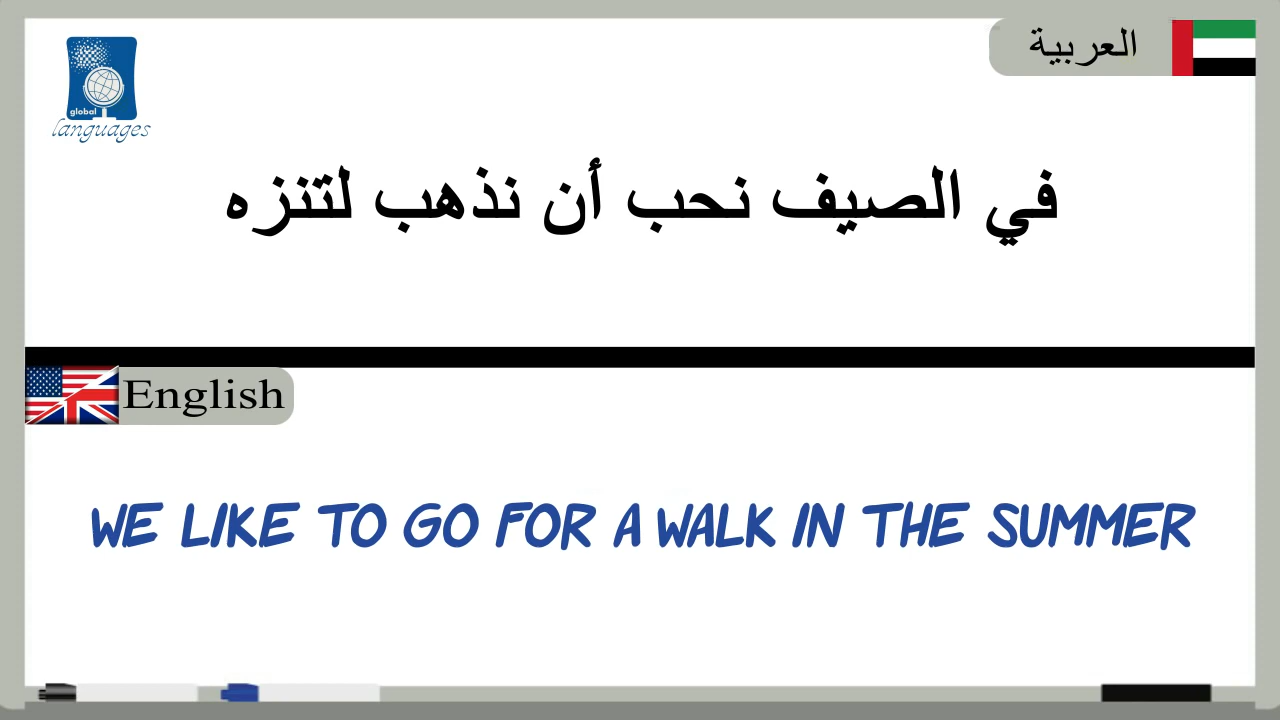 العربية
global
languages
في الصيف نحب أن نذهب لتنزه
English
WE LIKE TO GO FOR A WALK IN THE SUMMER